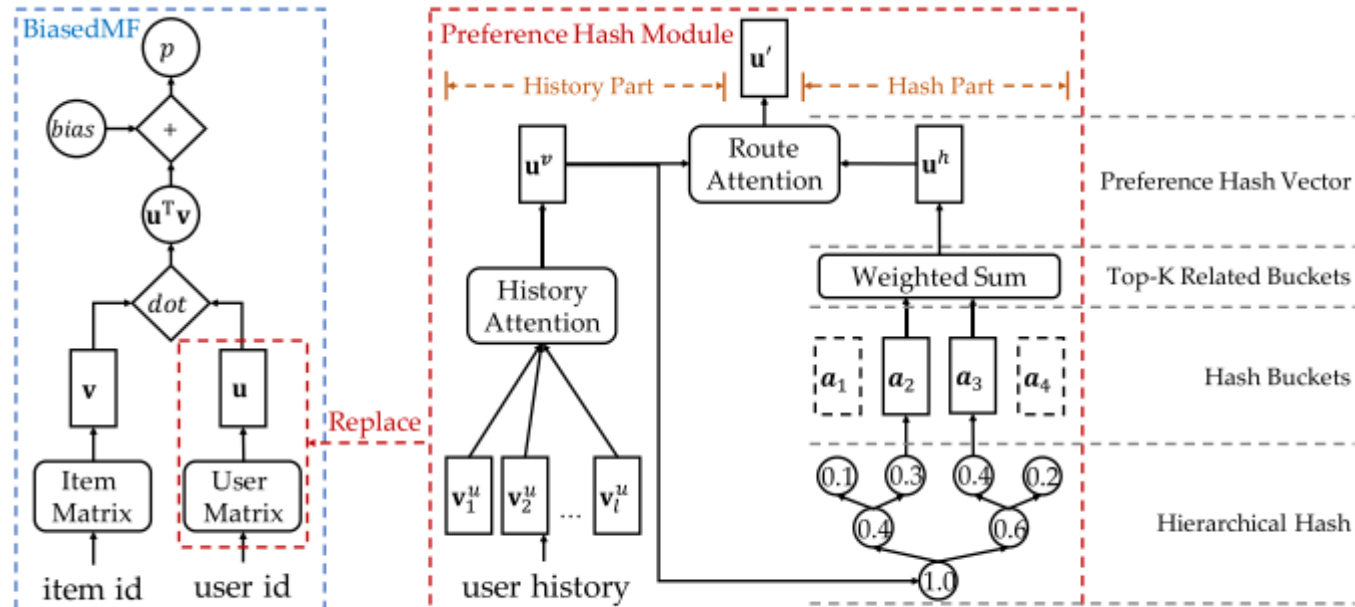 BiasedMF
p
bias
+
u^T v
dot
v
u
Item
Matrix
User
Matrix
item id
user id
Replace
Preference Hash Module
u′
History Part
Hash Part
u^v
Route
Attention
u^h
History
Attention
v_1^u
v_2^u
...
v_l^u
user history
Weighted Sum
a_1
a_2
a_3
a_4
0.1
0.3
0.4
0.2
0.4
0.6
1.0
Preference Hash Vector
Top-K Related Buckets
Hash Buckets
Hierarchical Hash